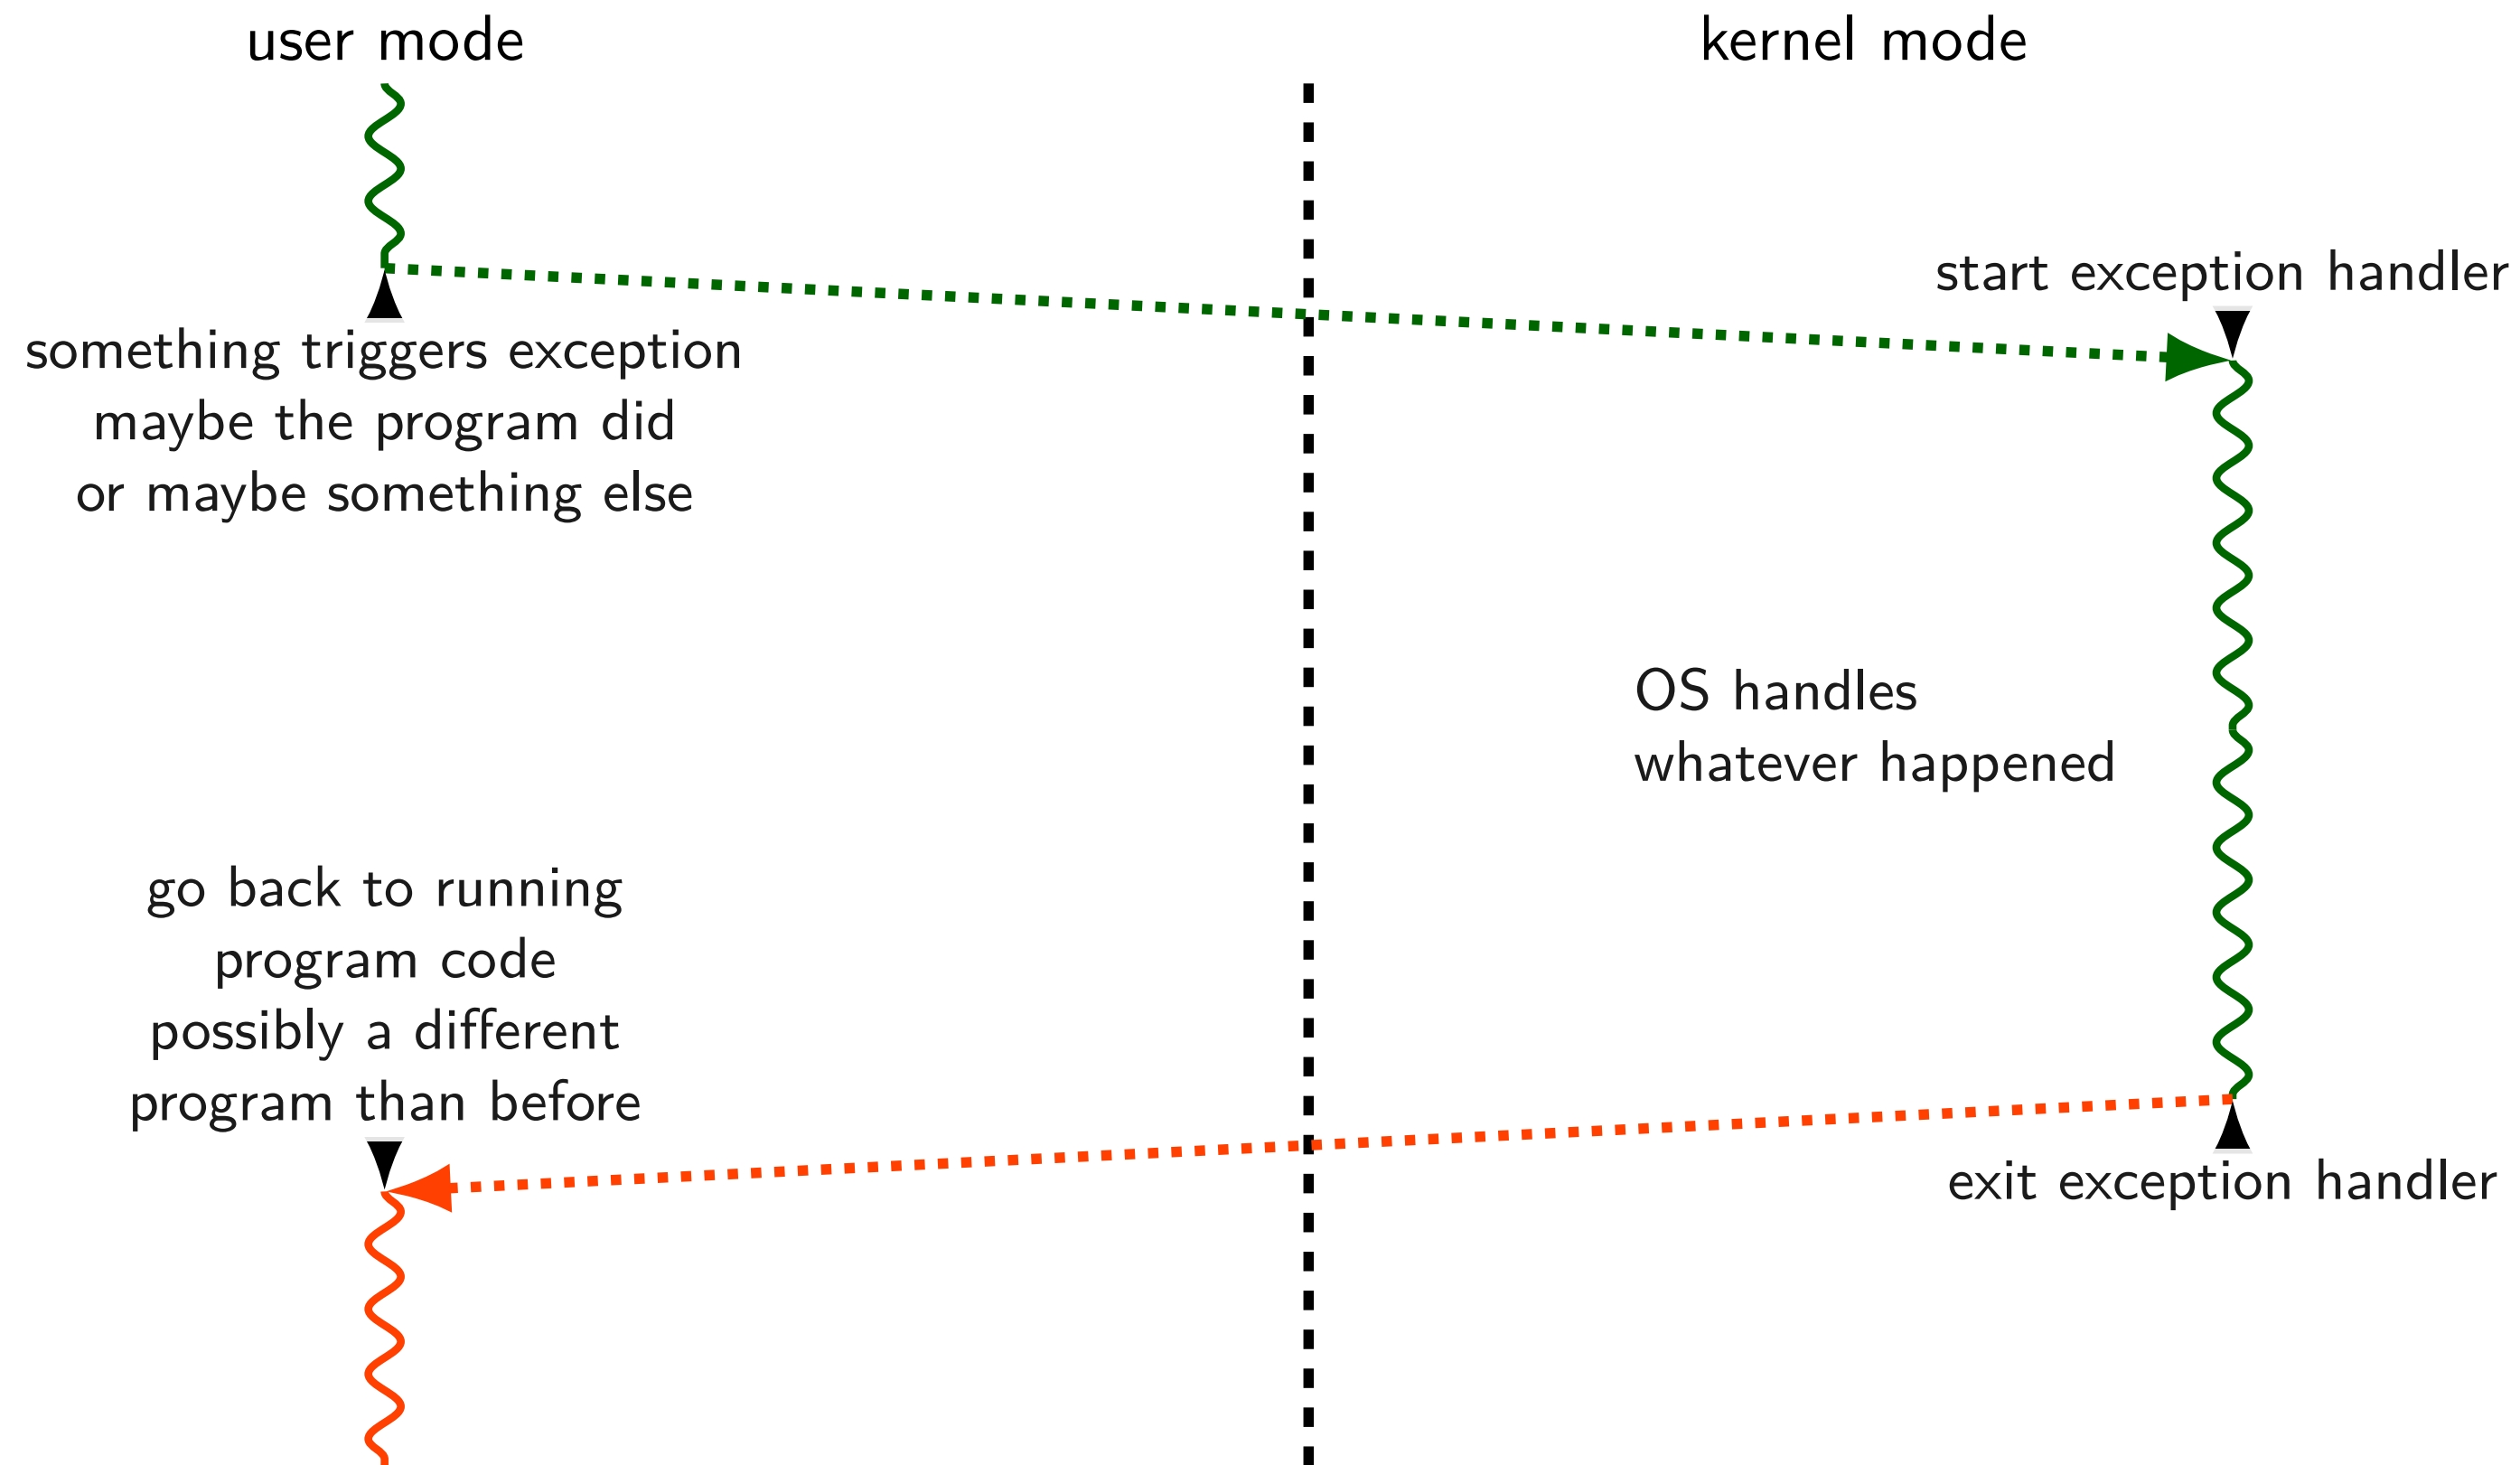 user mode
kernel mode
start exception handler
something triggers exception
maybe the program did
or maybe something else
OS handles
whatever happened
go back to running
program code
possibly a different
program than before
exit exception handler